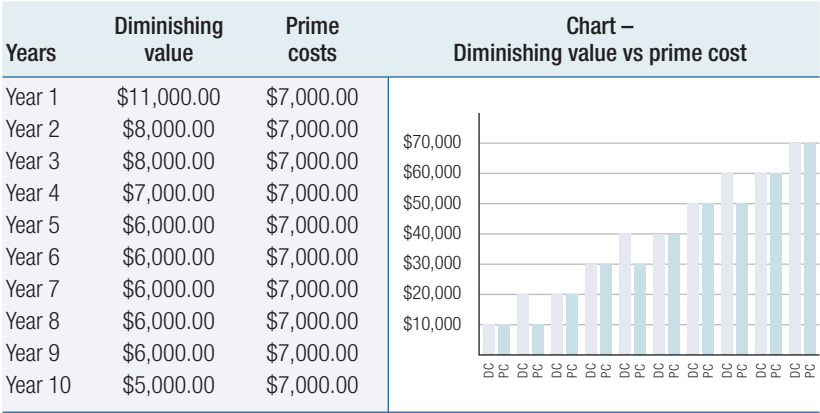 Years
Diminishing value
Prime costs
Chart –
Diminishing value vs prime cost
Year 1 $11,000.00 $7,000.00
Year 2 $8,000.00 $7,000.00
Year 3 $8,000.00 $7,000.00
Year 4 $7,000.00 $7,000.00
Year 5 $6,000.00 $7,000.00
Year 6 $6,000.00 $7,000.00
Year 7 $6,000.00 $7,000.00
Year 8 $6,000.00 $7,000.00
Year 9 $6,000.00 $7,000.00
Year 10 $5,000.00 $7,000.00
$70,000
$60,000
$50,000
$40,000
$30,000
$20,000
$10,000
DC PC DC PC DC PC DC PC DC PC DC PC DC PC DC PC DC PC DC PC